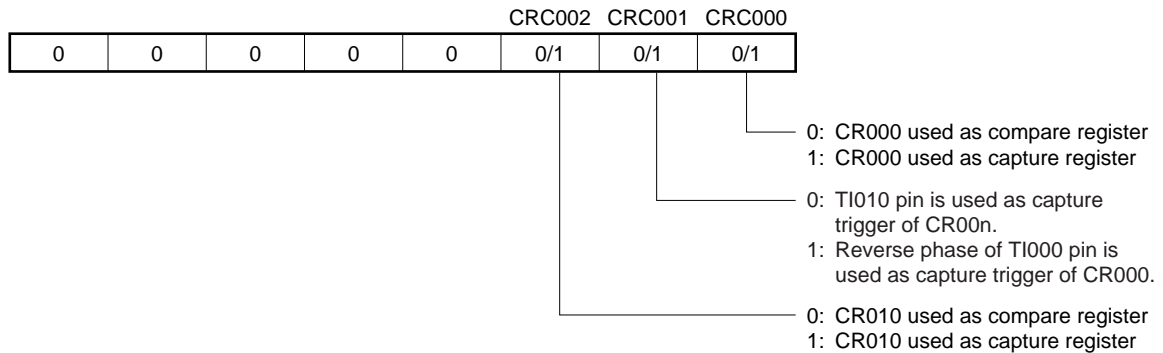 CRC002 CRC001 CRC000
0 0 0 0 0 0/1 0/1 0/1
0: CR000 used as compare register
1: CR000 used as capture register
0: TI010 pin is used as capture
trigger of CR00n.
1: Reverse phase of TI000 pin is
used as capture trigger of CR000.
0: CR010 used as compare register
1: CR010 used as capture register